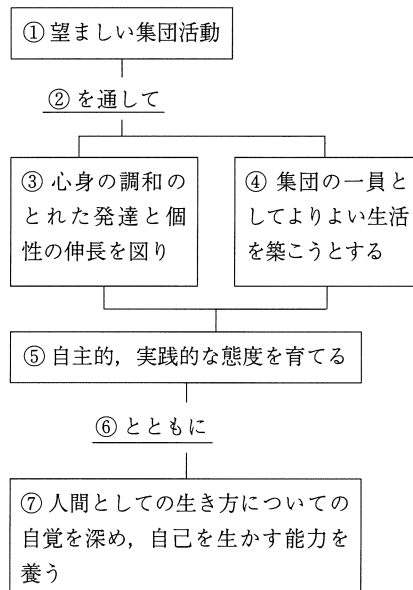 ① 望ましい集団活動
② を通して
③ 心身の調和の
とれた発達と個
性の伸長を図り
④ 集団の一員と
してよりよい生活
を築こうとする
⑤ 自主的，実践的な態度を育てる
⑥ とともに
⑦ 人間としての生き方についての
自覚を深め，自己を生かす能力を
養う